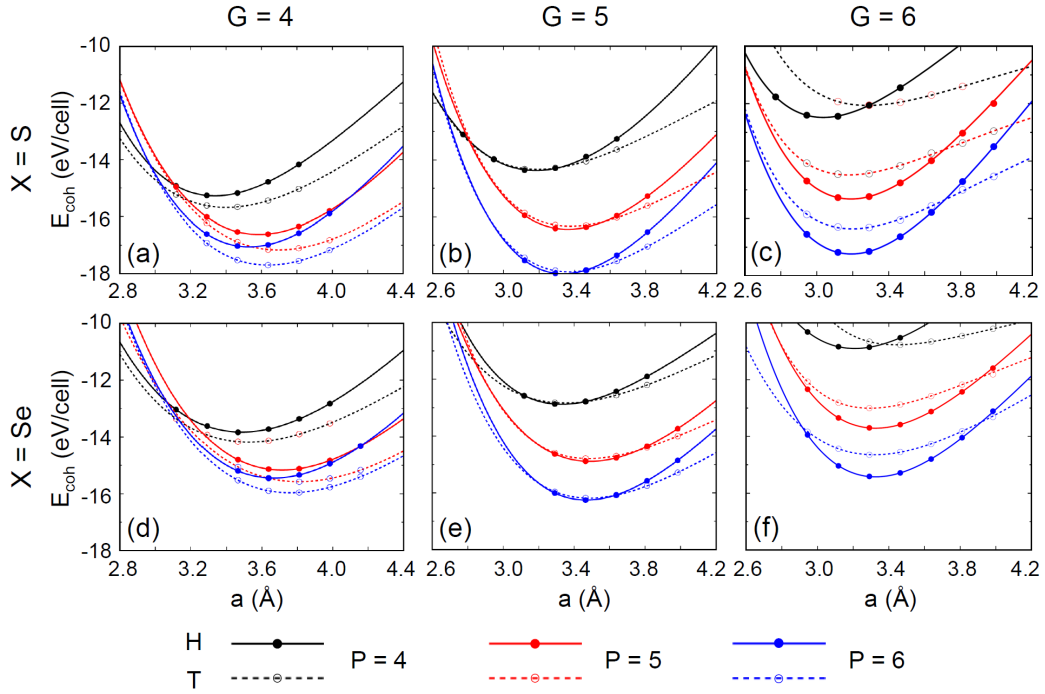 G = 4 G = 5 G = 6
X = S
E_coh (eV/cell)
-10
-12
-14
-16
-18
(a) (b) (c)
2.8 3.2 3.6 4.0 4.4 2.6 3.0 3.4 3.8 4.2 2.6 3.0 3.4 3.8 4.2
X = Se
E_coh (eV/cell)
-10
-12
-14
-16
-18
(d) (e) (f)
2.8 3.2 3.6 4.0 4.4 2.6 3.0 3.4 3.8 4.2 2.6 3.0 3.4 3.8 4.2
a (Å) a (Å) a (Å)
H
T
P = 4 P = 5 P = 6